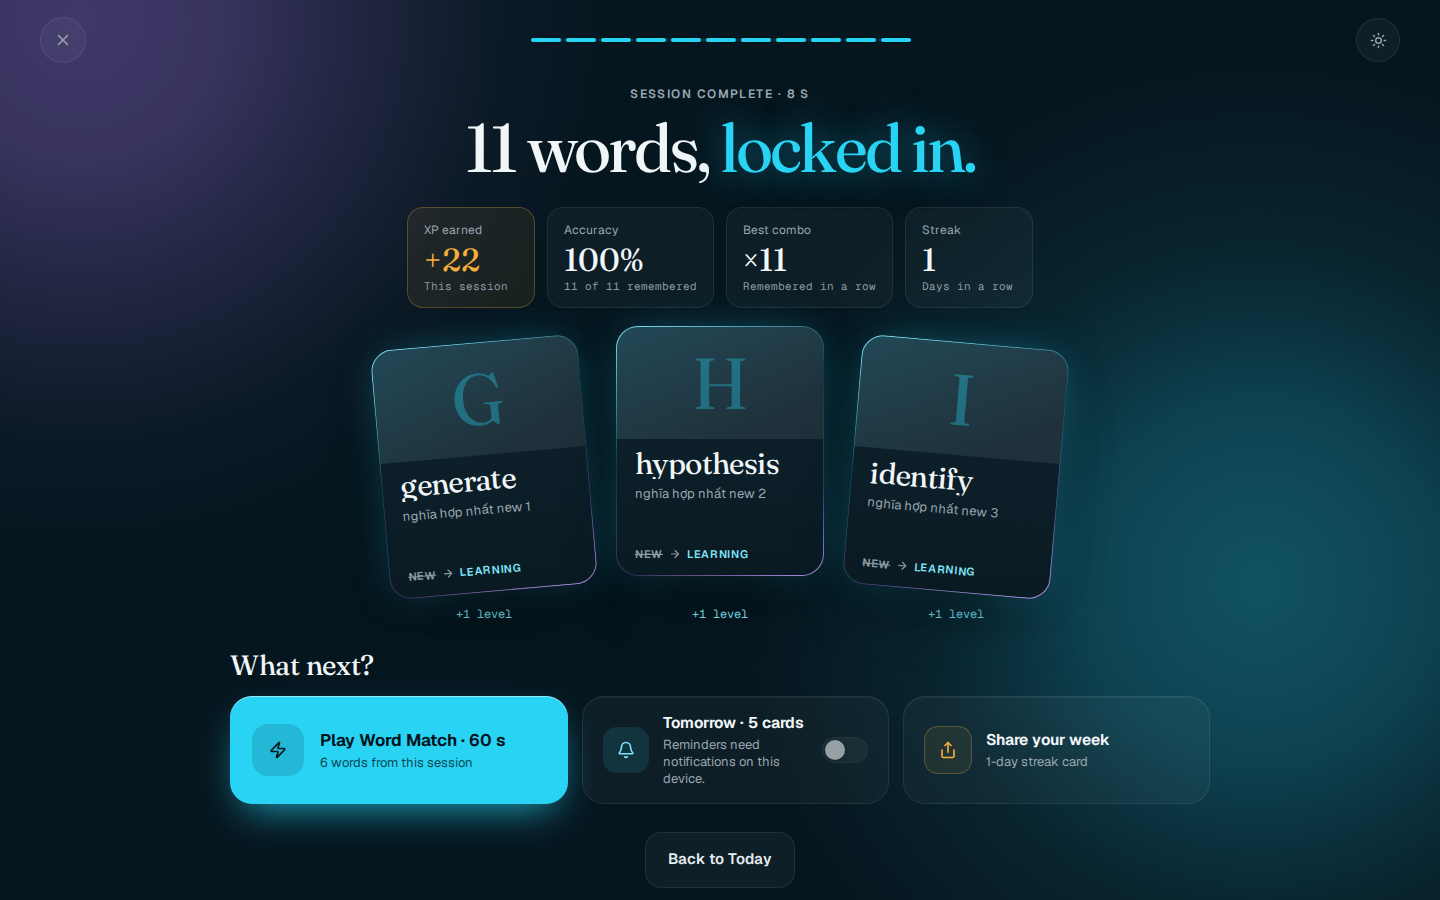 SESSION COMPLETE · 8 S
11 words, locked in.
XP earned
+22
This session
Accuracy
100%
11 of 11 remembered
Best combo
×11
Remembered in a row
Streak
1
Days in a row
G
generate
nghĩa hợp nhất new 1
NEW → LEARNING
+1 level
H
hypothesis
nghĩa hợp nhất new 2
NEW → LEARNING
+1 level
I
identify
nghĩa hợp nhất new 3
NEW → LEARNING
+1 level
What next?
Play Word Match · 60 s
6 words from this session
Tomorrow · 5 cards
Reminders need
notifications on this
device.
Share your week
1-day streak card
Back to Today